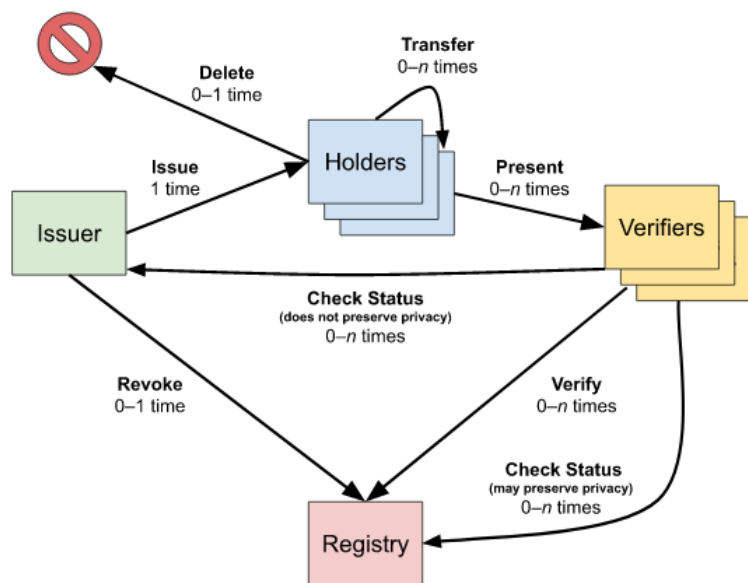 Transfer
0–n times
Delete
0–1 time
Issue
1 time
Holders
Present
0–n times
Issuer
Verifiers
Check Status
(does not preserve privacy)
0–n times
Revoke
0–1 time
Verify
0–n times
Check Status
(may preserve privacy)
0–n times
Registry